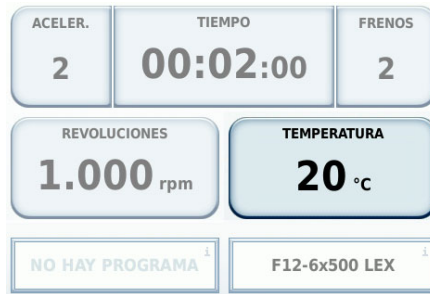 ACELER. TIEMPO FRENOS
2 00:02:00 2
REVOLUCIONES TEMPERATURA
1.000 rpm 20 °C
NO HAY PROGRAMA i F12-6x500 LEX i